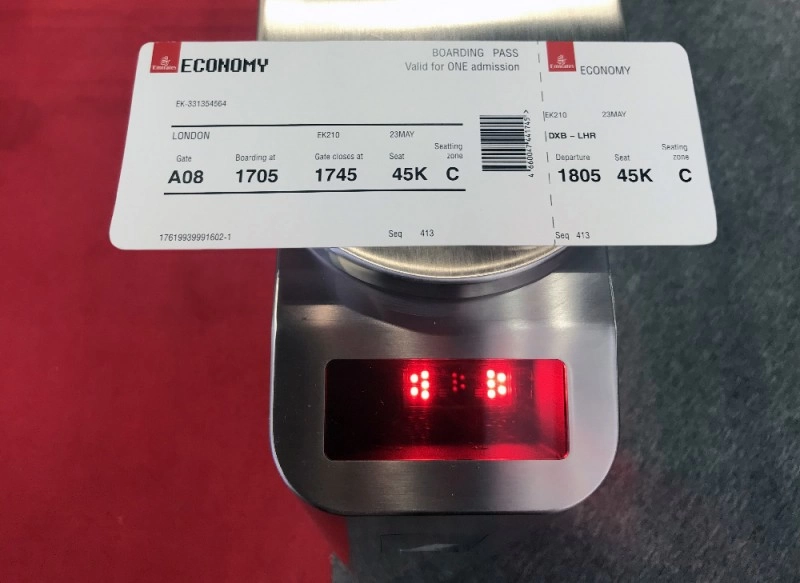 Emirates
ECONOMY
BOARDING PASS
Valid for ONE admission
EK-331354564
LONDON EK210 23MAY
Gate Boarding at Gate closes at Seat Seating zone
A08 1705 1745 45K C
17619939991602-1 Seq 413
Emirates
ECONOMY
EK210 23MAY
DXB – LHR
Departure Seat Seating zone
1805 45K C
Seq 413